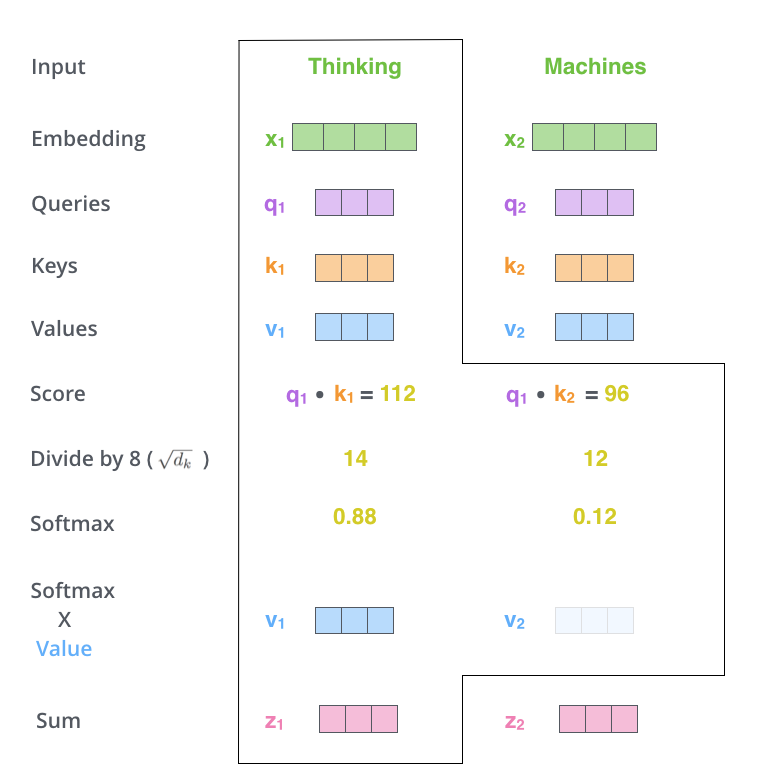 Input Thinking Machines
Embedding x₁ x₂
Queries q₁ q₂
Keys k₁ k₂
Values v₁ v₂
Score q₁ • k₁ = 112 q₁ • k₂ = 96
Divide by 8 ( √dₖ ) 14 12
Softmax 0.88 0.12
Softmax
X v₁ v₂
Value
Sum z₁ z₂